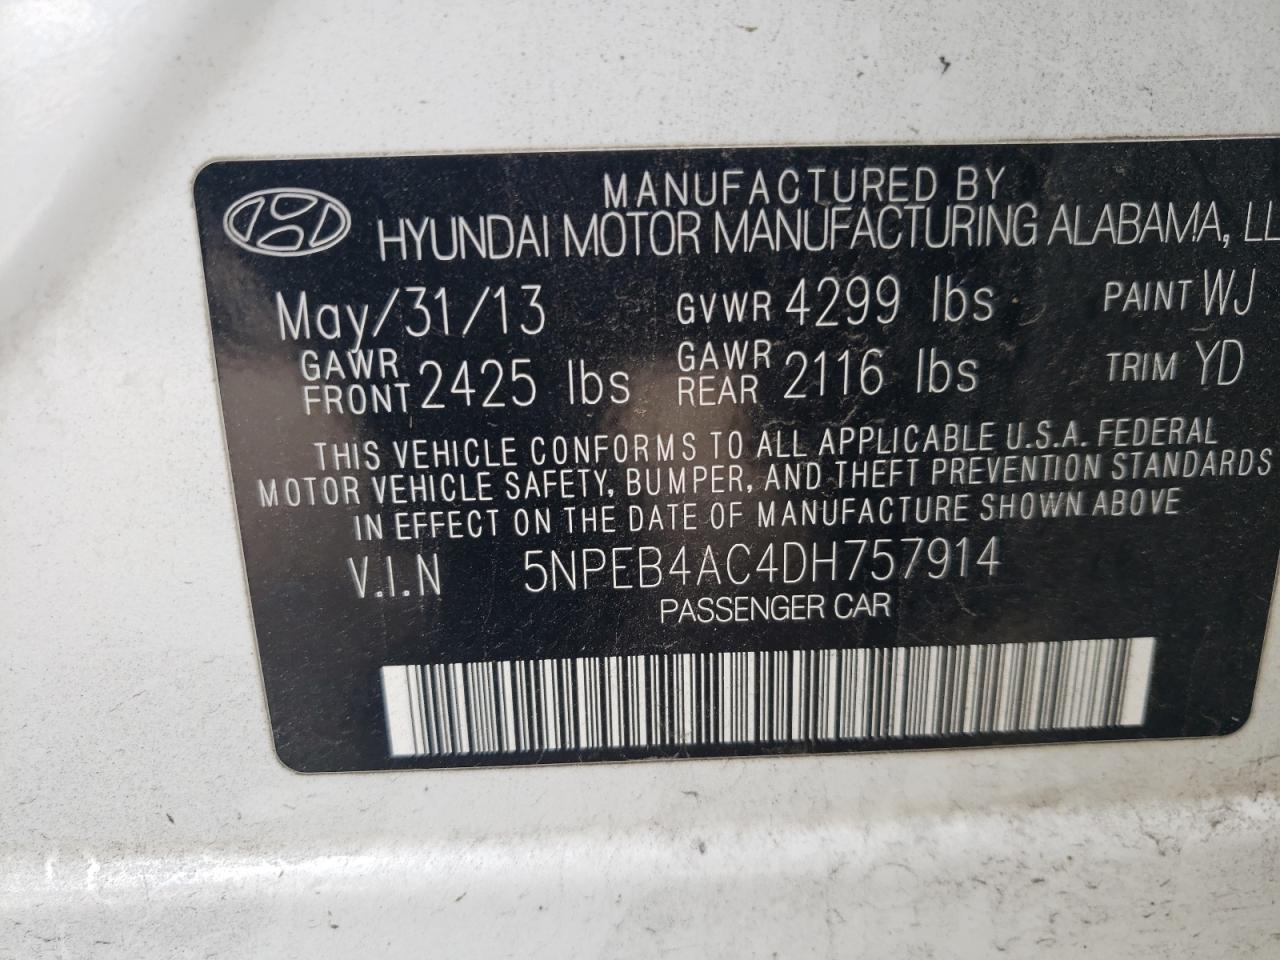 MANUFACTURED BY
HYUNDAI MOTOR MANUFACTURING ALABAMA, LL
May/31/13 GVWR 4299 lbs PAINT WJ
GAWR FRONT 2425 lbs GAWR REAR 2116 lbs TRIM YD
THIS VEHICLE CONFORMS TO ALL APPLICABLE U.S.A. FEDERAL
MOTOR VEHICLE SAFETY, BUMPER, AND THEFT PREVENTION STANDARDS
IN EFFECT ON THE DATE OF MANUFACTURE SHOWN ABOVE
V.I.N 5NPEB4AC4DH757914
PASSENGER CAR